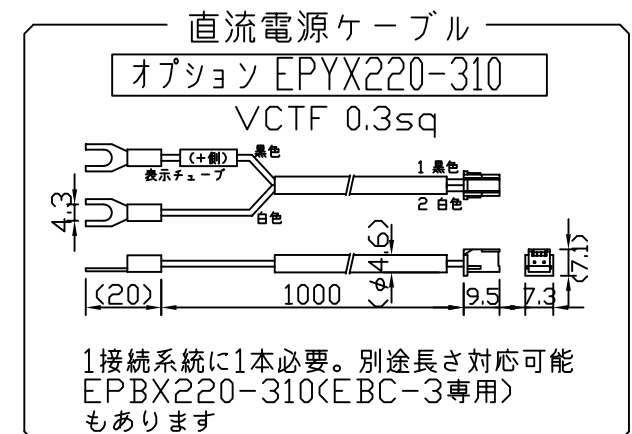 直流電源ケーブル
オプション EPYX220-310
VCTF 0.3sq
(+側)
黒色
表示チューブ
1 黒色
2 白色
白色
4.3
(φ4.6)
(7.1)
(20)
1000
9.5
7.3
1接続系統に1本必要。別途長さ対応可能
EPBX220-310(EBC-3専用)
もあります